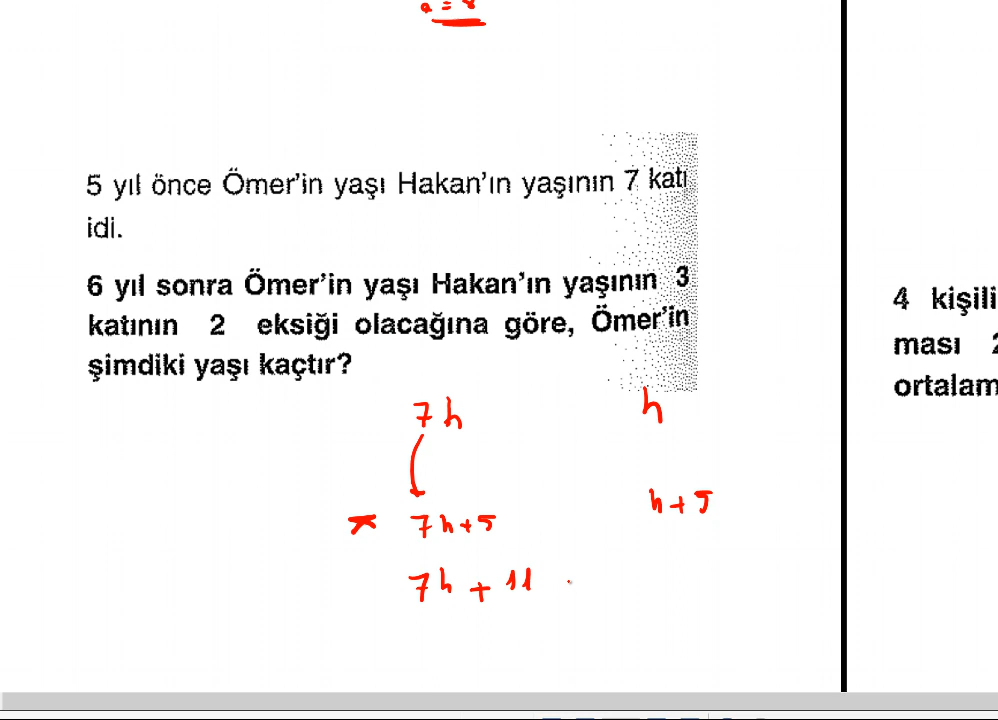 a = 8
5 yıl önce Ömer'in yaşı Hakan'ın yaşının 7 katı
idi.
6 yıl sonra Ömer'in yaşı Hakan'ın yaşının 3
katının 2 eksiği olacağına göre, Ömer'in
şimdiki yaşı kaçtır?
7h h
7h+5 h+5
7h + 11
4 kişili
ması 2
ortalam